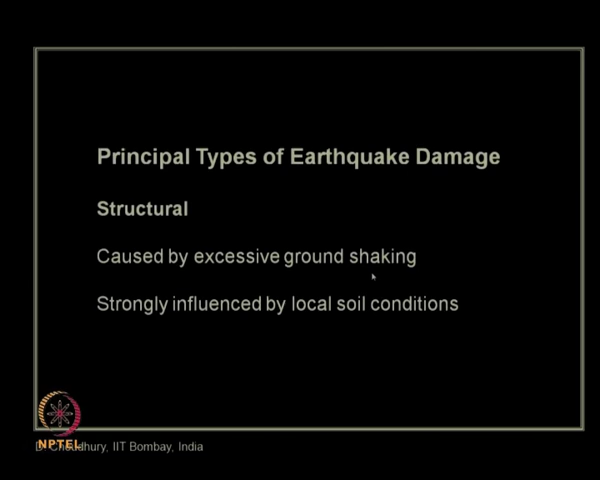 Principal Types of Earthquake Damage
Structural
Caused by excessive ground shaking
Strongly influenced by local soil conditions
NPTEL
D. Choudhury, IIT Bombay, India